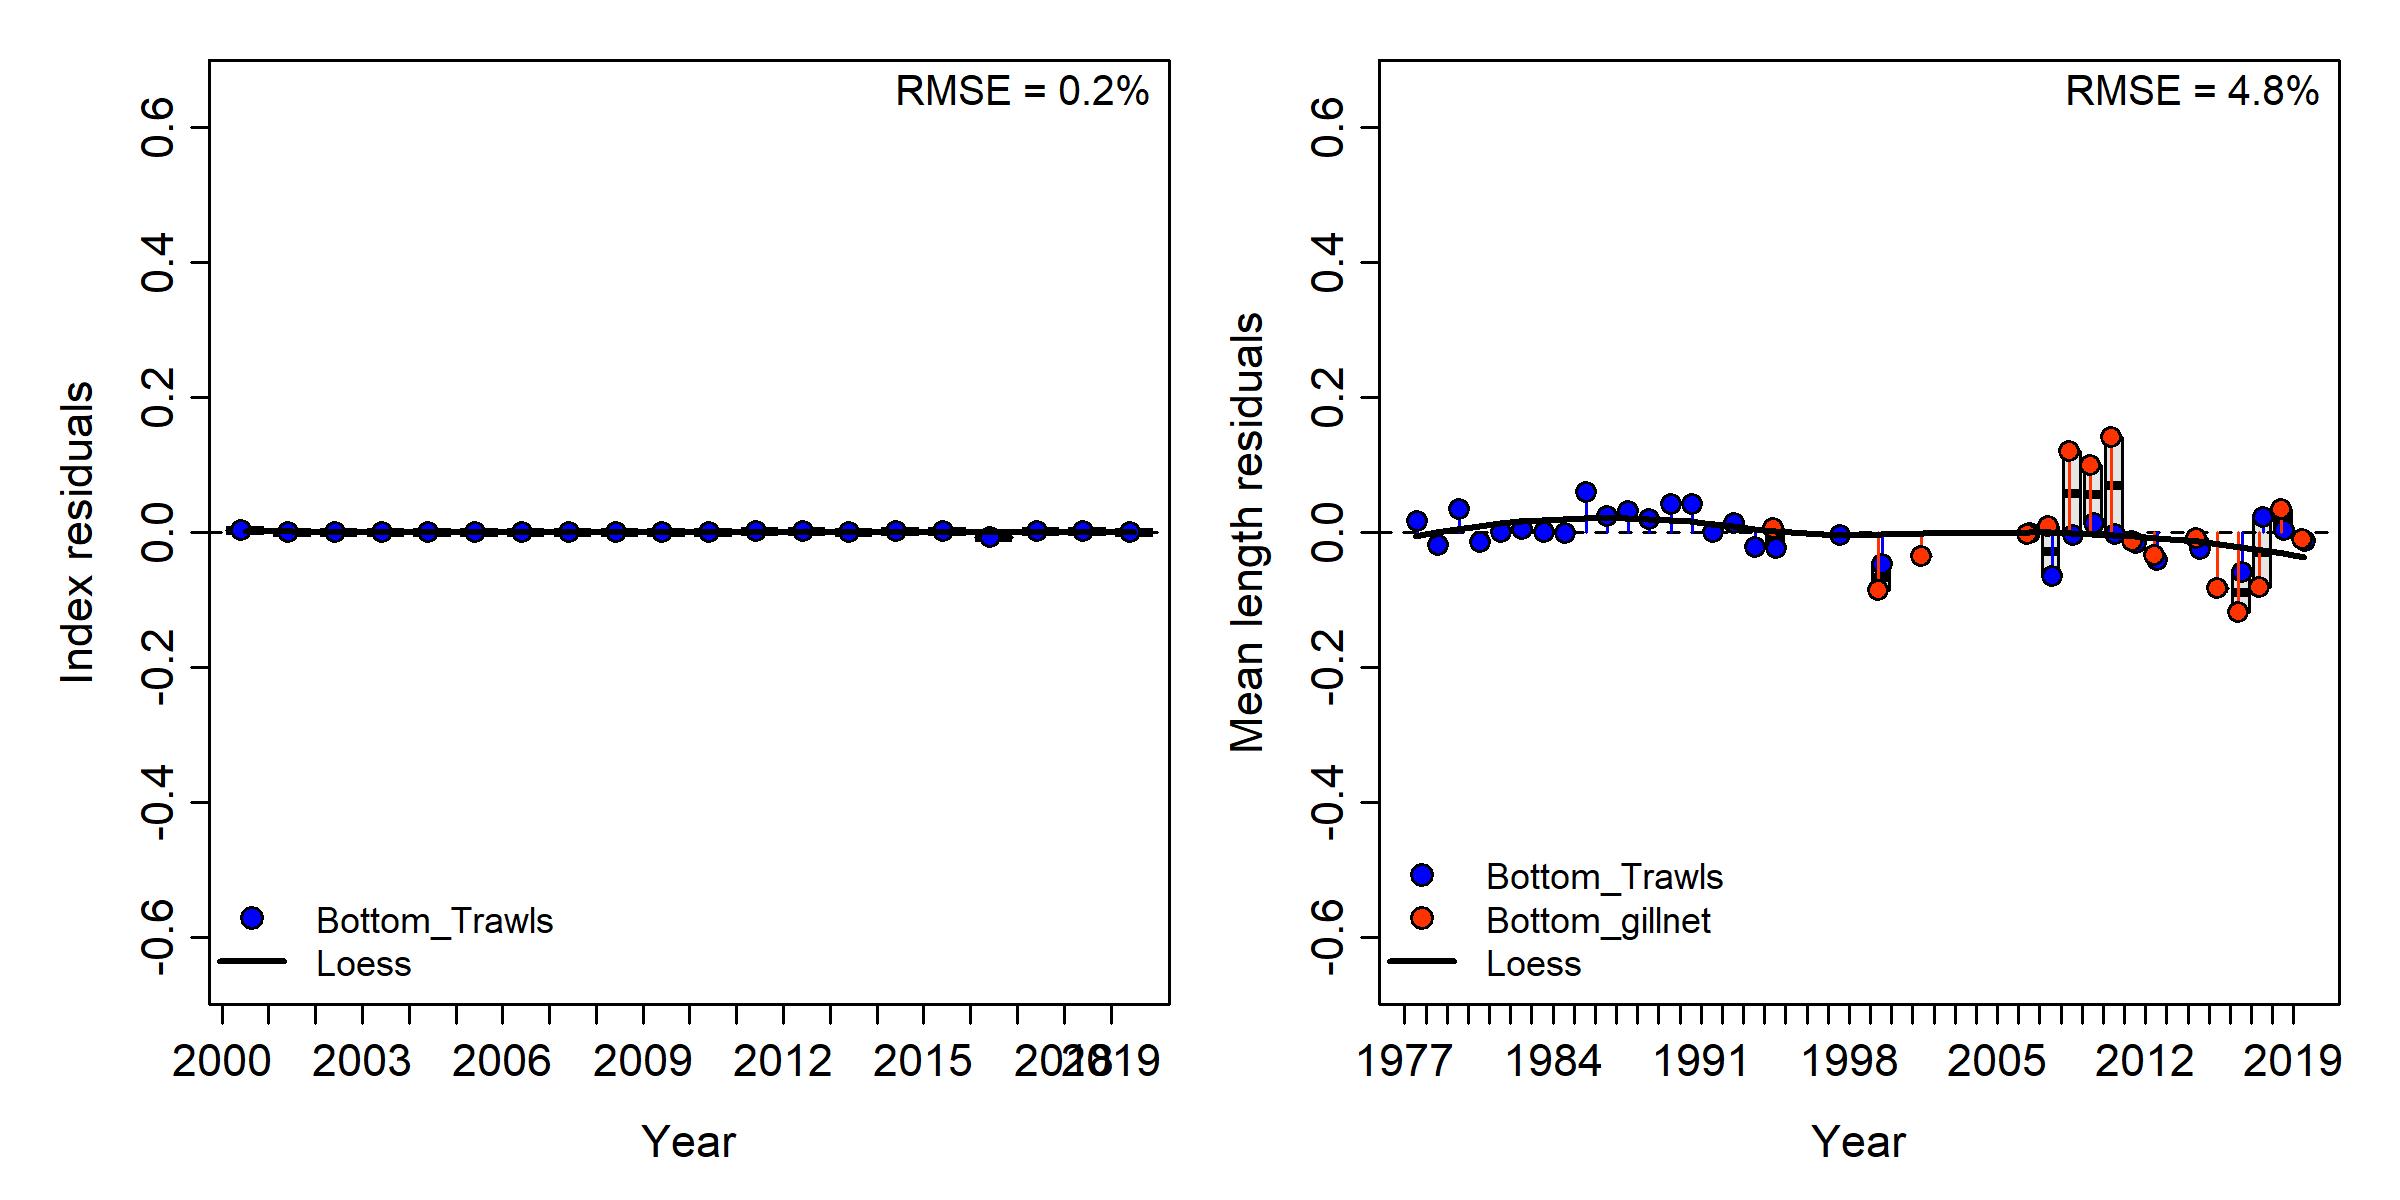 RMSE = 0.2%
Index residuals
0.6
0.4
0.2
0.0
-0.2
-0.4
-0.6
Bottom_Trawls
Loess
2000 2003 2006 2009 2012 2015 2018 2019
Year
RMSE = 4.8%
Mean length residuals
0.6
0.4
0.2
0.0
-0.2
-0.4
-0.6
Bottom_Trawls
Bottom_gillnet
Loess
1977 1984 1991 1998 2005 2012 2019
Year